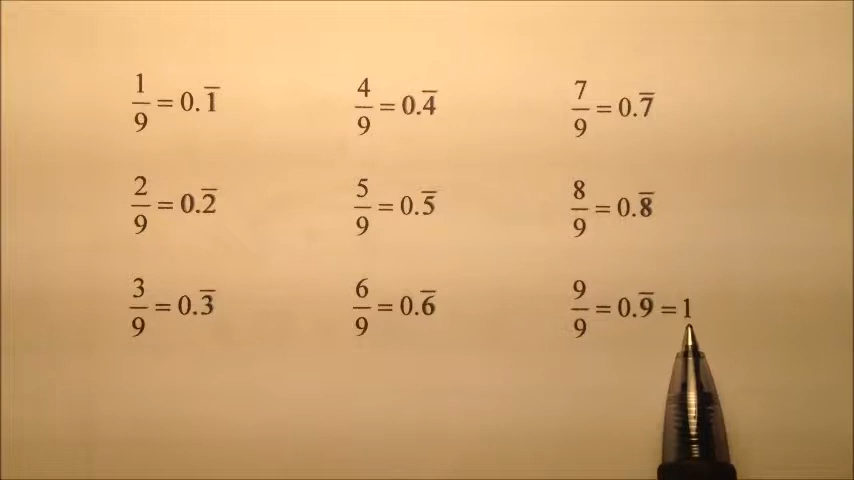 1/9 = 0.1̅
4/9 = 0.4̅
7/9 = 0.7̅
2/9 = 0.2̅
5/9 = 0.5̅
8/9 = 0.8̅
3/9 = 0.3̅
6/9 = 0.6̅
9/9 = 0.9̅ = 1